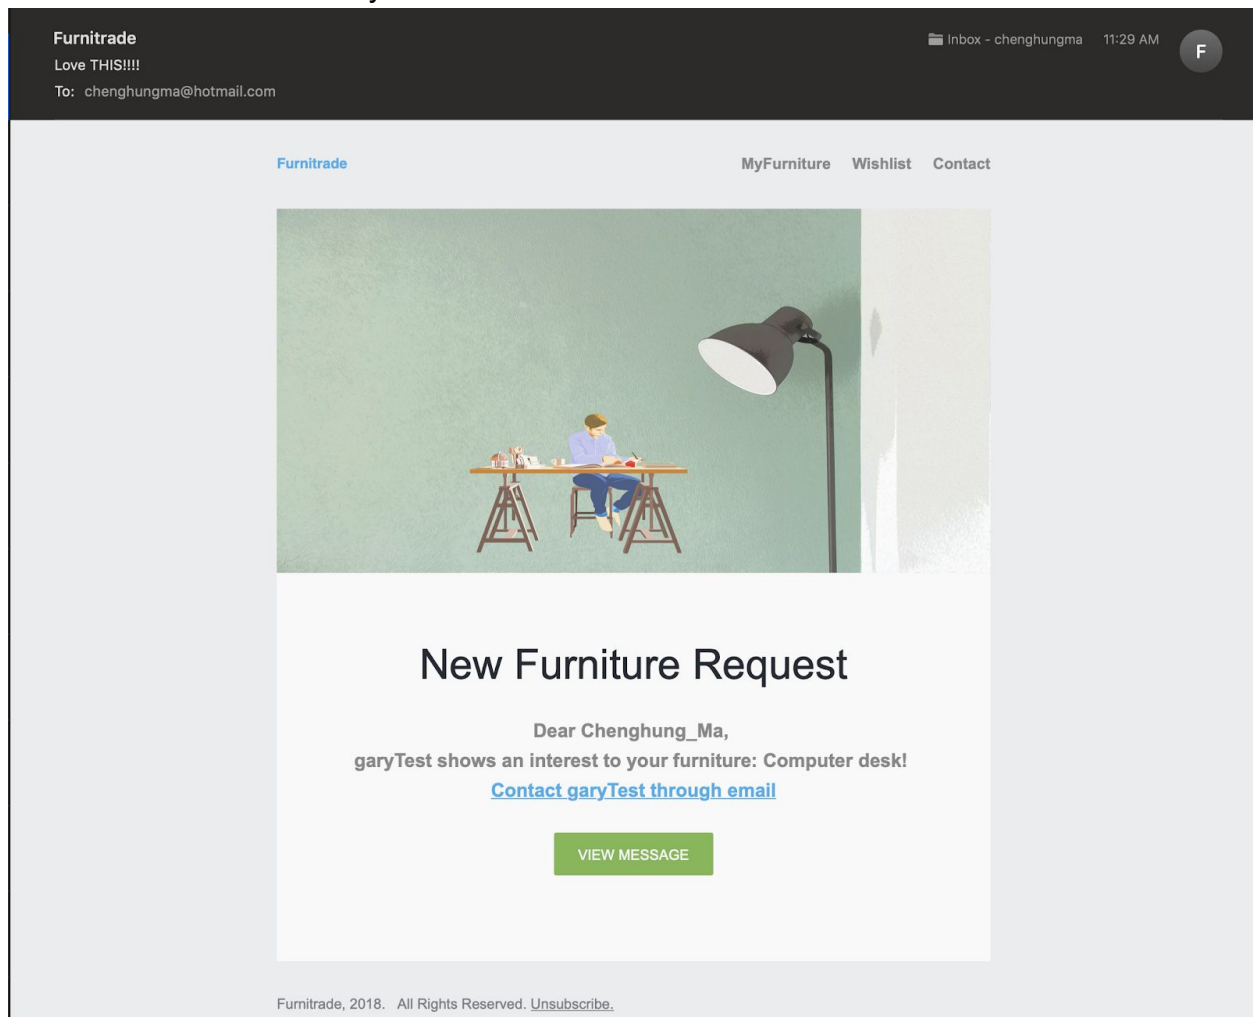 Furnitrade
Inbox - chenghungma 11:29 AM
F
Love THIS!!!!
To: chenghungma@hotmail.com
Furnitrade MyFurniture Wishlist Contact
New Furniture Request
Dear Chenghung_Ma,
garyTest shows an interest to your furniture: Computer desk!
Contact garyTest through email
VIEW MESSAGE
Furnitrade, 2018. All Rights Reserved. Unsubscribe.